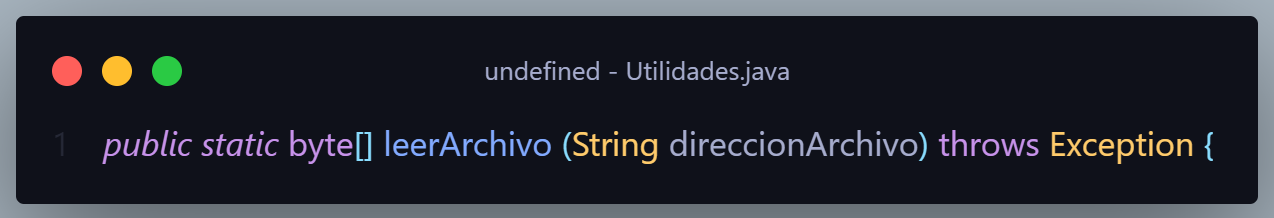 undefined - Utilidades.java
1 public static byte[] leerArchivo (String direccionArchivo) throws Exception {